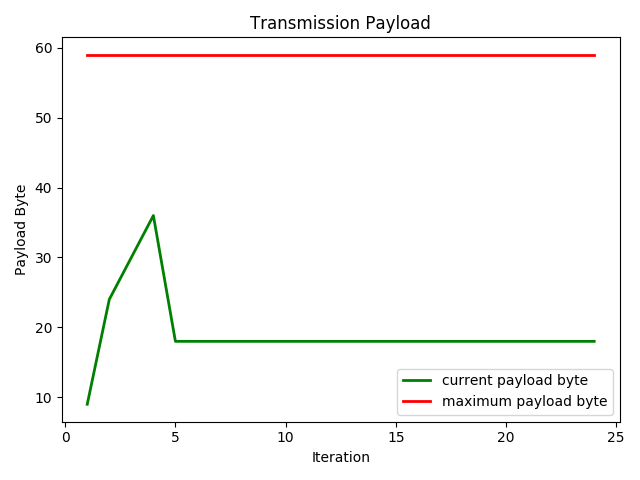 Transmission Payload
60
50
40
30
20
10
Payload Byte
current payload byte
maximum payload byte
0 5 10 15 20 25
Iteration